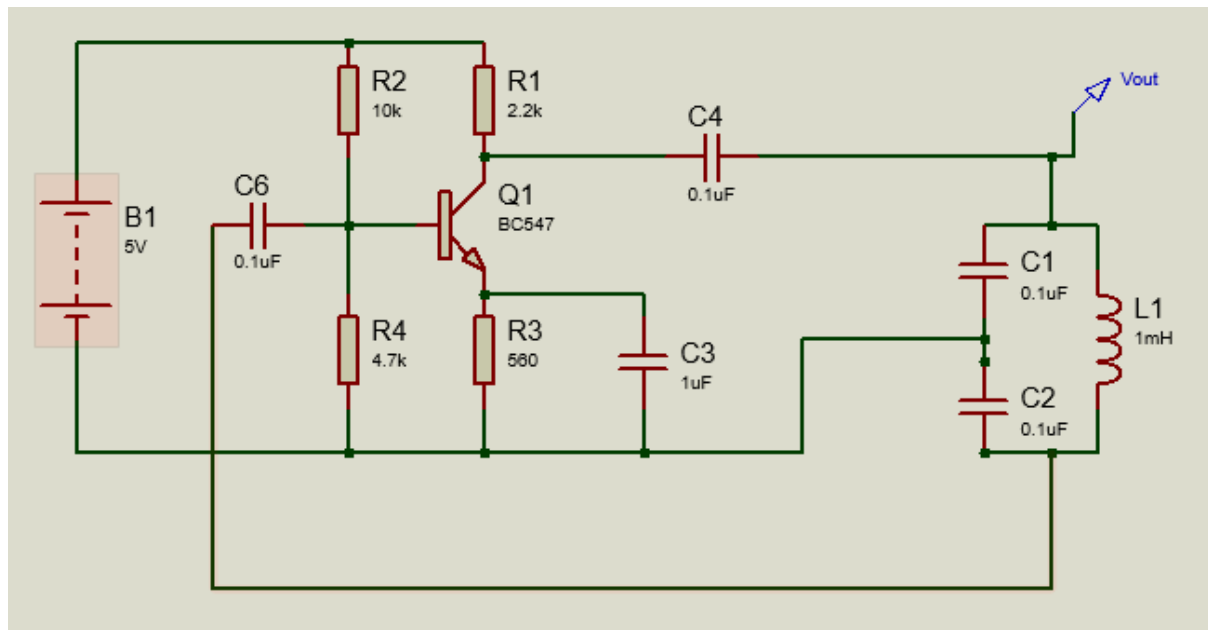 R2
10k
R1
2.2k
C4
0.1uF
Vout
C6
0.1uF
Q1
BC547
B1
5V
C1
0.1uF
L1
1mH
R4
4.7k
R3
560
C3
1uF
C2
0.1uF